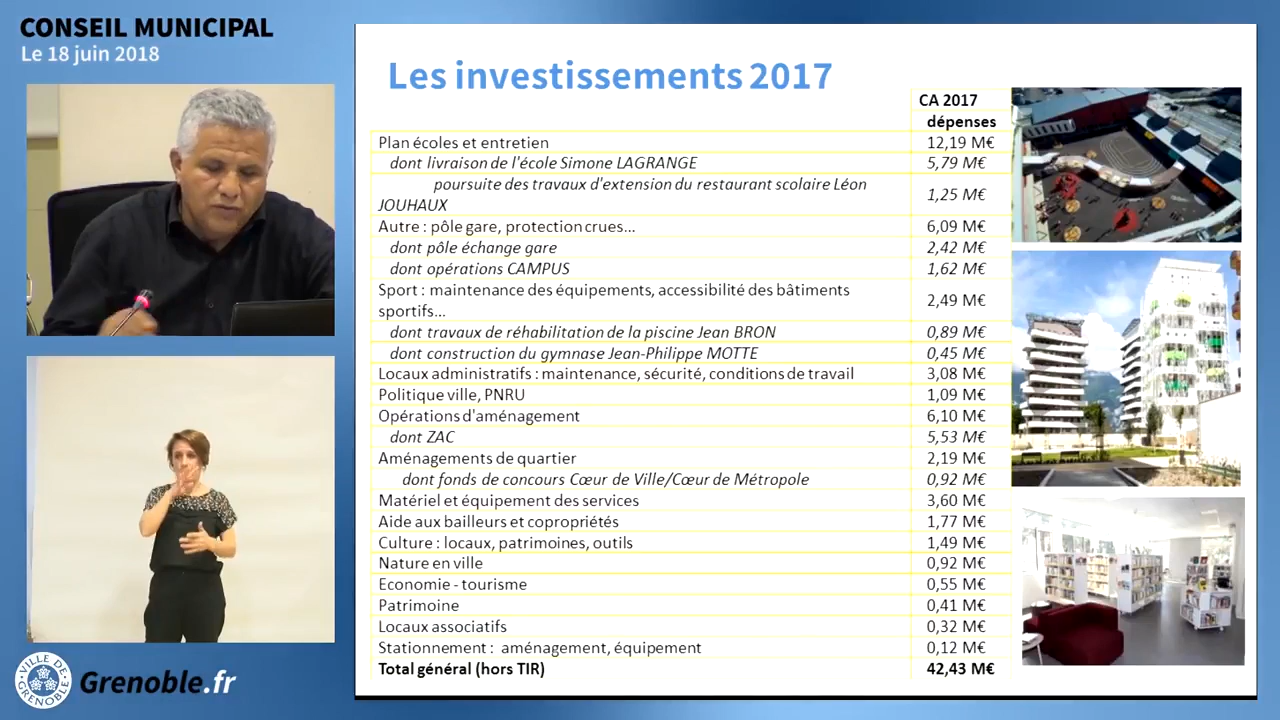 CONSEIL MUNICIPAL
Le 18 juin 2018
Les investissements 2017
CA 2017
dépenses
Plan écoles et entretien 12,19 M€
dont livraison de l'école Simone LAGRANGE 5,79 M€
poursuite des travaux d'extension du restaurant scolaire Léon
JOUHAUX 1,25 M€
Autre : pôle gare, protection crues... 6,09 M€
dont pôle échange gare 2,42 M€
dont opérations CAMPUS 1,62 M€
Sport : maintenance des équipements, accessibilité des bâtiments
sportifs... 2,49 M€
dont travaux de réhabilitation de la piscine Jean BRON 0,89 M€
dont construction du gymnase Jean-Philippe MOTTE 0,45 M€
Locaux administratifs : maintenance, sécurité, conditions de travail 3,08 M€
Politique ville, PNRU 1,09 M€
Opérations d'aménagement 6,10 M€
dont ZAC 5,53 M€
Aménagements de quartier 2,19 M€
dont fonds de concours Cœur de Ville/Cœur de Métropole 0,92 M€
Matériel et équipement des services 3,60 M€
Aide aux bailleurs et copropriétés 1,77 M€
Culture : locaux, patrimoines, outils 1,49 M€
Nature en ville 0,92 M€
Economie - tourisme 0,55 M€
Patrimoine 0,41 M€
Locaux associatifs 0,32 M€
Stationnement : aménagement, équipement 0,12 M€
Total général (hors TIR) 42,43 M€
VILLE DE GRENOBLE
Grenoble.fr